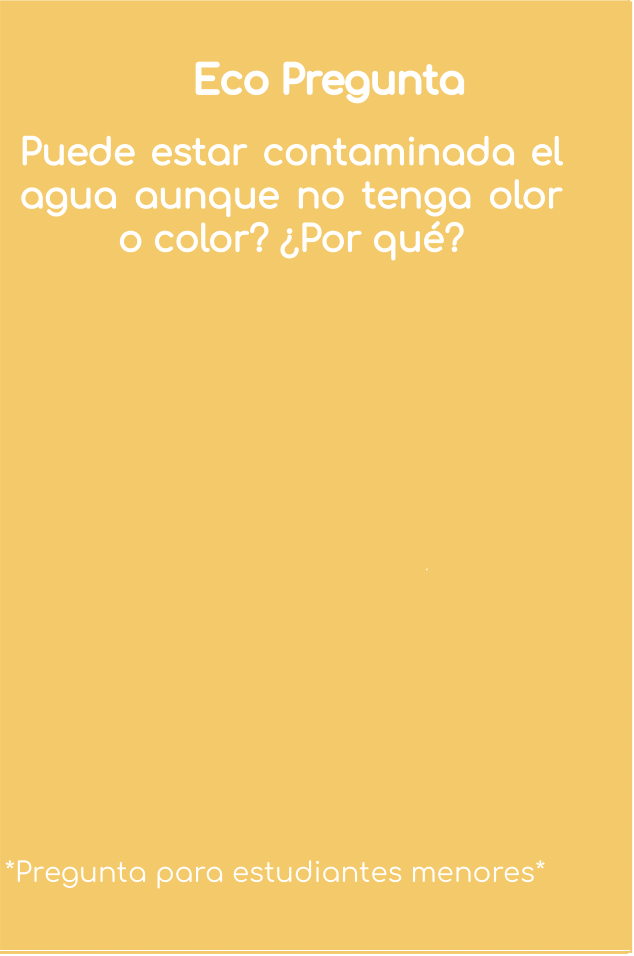 Eco Pregunta
Puede estar contaminada el
agua aunque no tenga olor
o color? ¿Por qué?
*Pregunta para estudiantes menores*